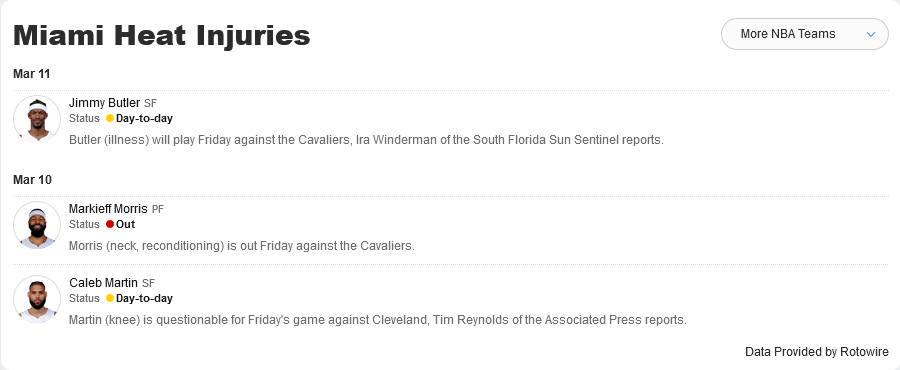 Miami Heat Injuries
More NBA Teams
Mar 11
Jimmy Butler SF
Status Day-to-day
Butler (illness) will play Friday against the Cavaliers, Ira Winderman of the South Florida Sun Sentinel reports.
Mar 10
Markieff Morris PF
Status Out
Morris (neck, reconditioning) is out Friday against the Cavaliers.
Caleb Martin SF
Status Day-to-day
Martin (knee) is questionable for Friday's game against Cleveland, Tim Reynolds of the Associated Press reports.
Data Provided by Rotowire